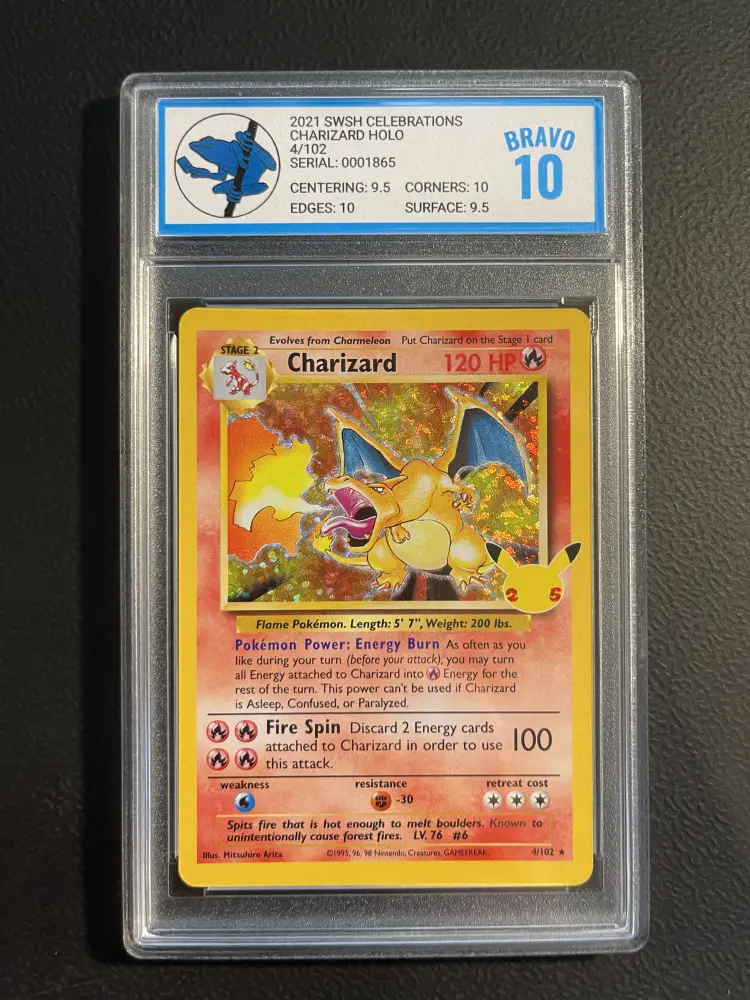 2021 SWSH CELEBRATIONS
CHARIZARD HOLO
4/102
SERIAL: 0001865
CENTERING: 9.5 CORNERS: 10
EDGES: 10 SURFACE: 9.5
BRAVO
10
Evolves from Charmeleon Put Charizard on the Stage 1 card
STAGE 2
Charizard 120 HP
25
Flame Pokémon. Length: 5' 7", Weight: 200 lbs.
Pokémon Power: Energy Burn As often as you
like during your turn (before your attack), you may turn
all Energy attached to Charizard into Energy for the
rest of the turn. This power can't be used if Charizard
is Asleep, Confused, or Paralyzed.
Fire Spin Discard 2 Energy cards
attached to Charizard in order to use 100
this attack.
weakness resistance retreat cost
-30
Spits fire that is hot enough to melt boulders. Known to
unintentionally cause forest fires. LV. 76 #6
Illus. Mitsuhiro Arita ©1995, 96, 98 Nintendo, Creatures, GAMEFREAK. 4/102 ★